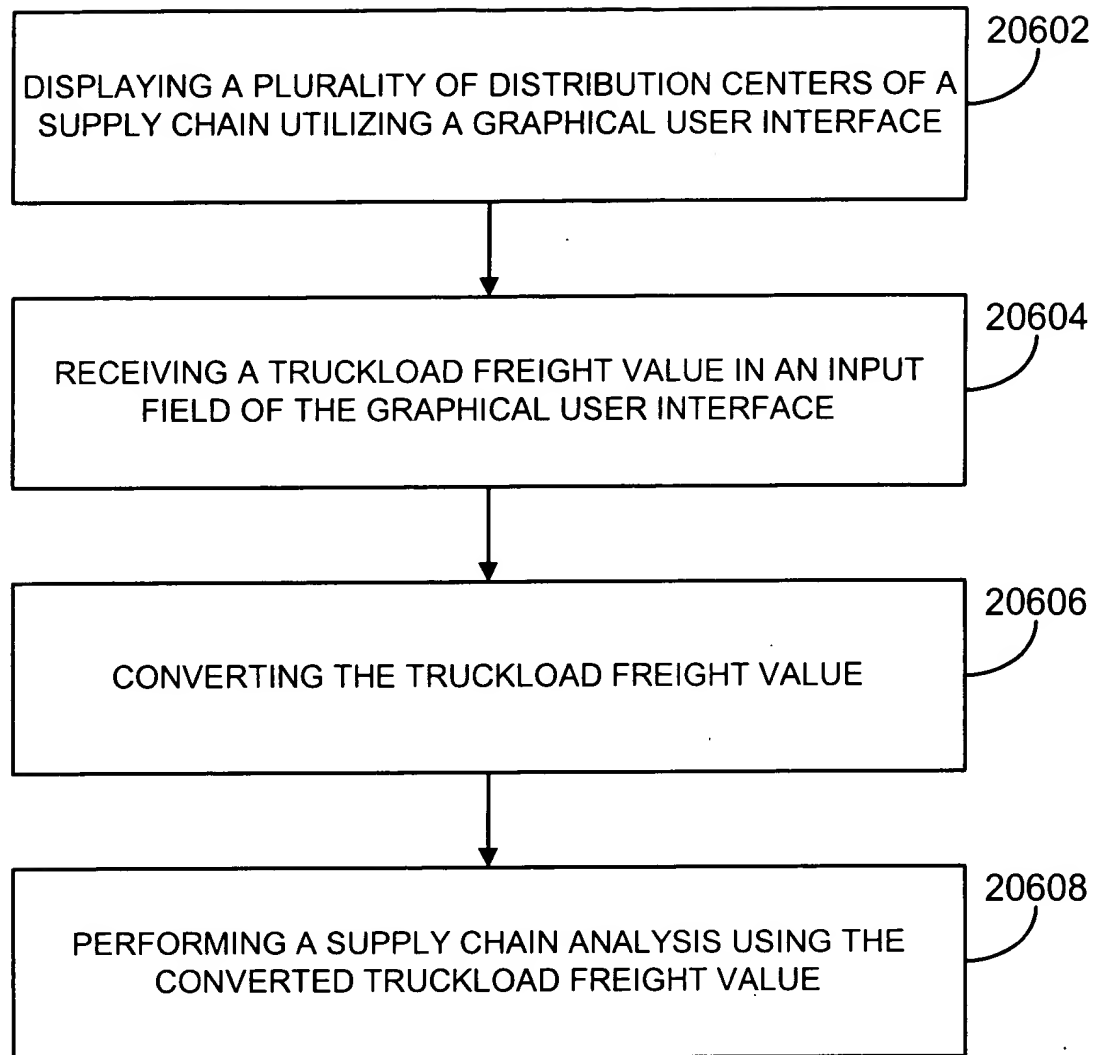 20602
DISPLAYING A PLURALITY OF DISTRIBUTION CENTERS OF A
SUPPLY CHAIN UTILIZING A GRAPHICAL USER INTERFACE
20604
RECEIVING A TRUCKLOAD FREIGHT VALUE IN AN INPUT
FIELD OF THE GRAPHICAL USER INTERFACE
20606
CONVERTING THE TRUCKLOAD FREIGHT VALUE
20608
PERFORMING A SUPPLY CHAIN ANALYSIS USING THE
CONVERTED TRUCKLOAD FREIGHT VALUE